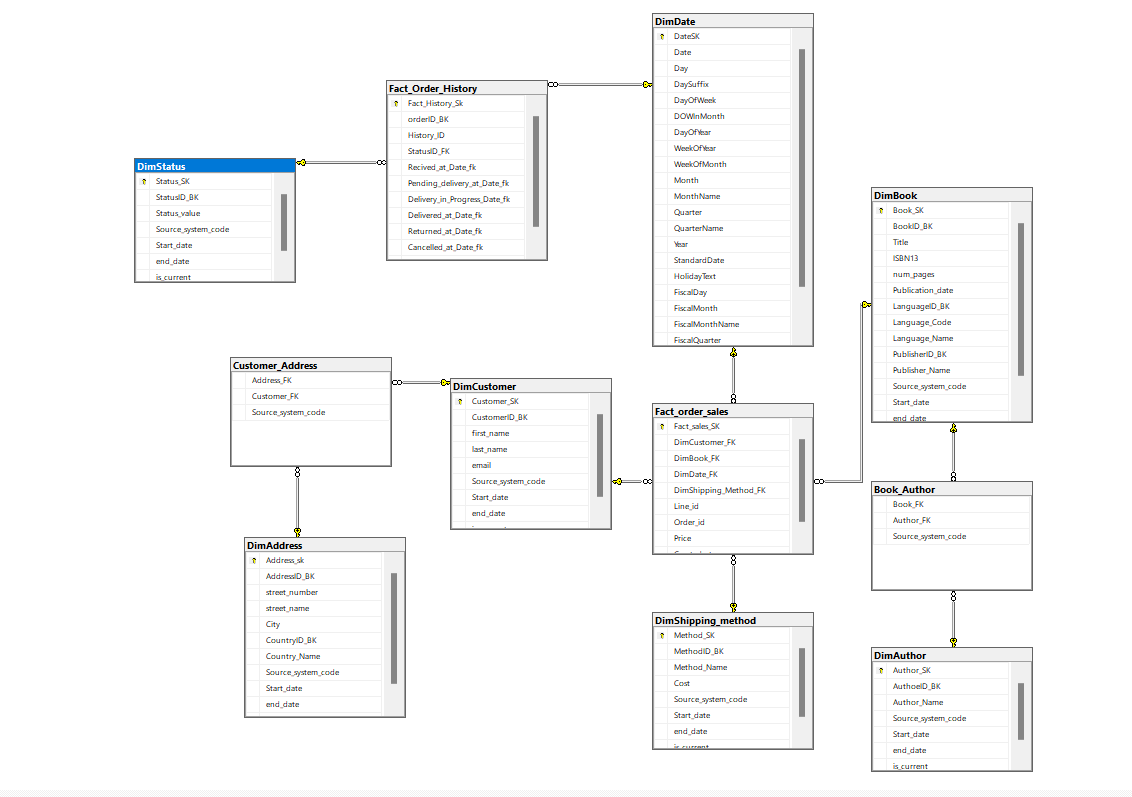 DimDate
DateSK
Date
Day
DaySuffix
DayOfWeek
DOWInMonth
DayOfYear
WeekOfYear
WeekOfMonth
Month
MonthName
Quarter
QuarterName
Year
StandardDate
HolidayText
FiscalDay
FiscalMonth
FiscalMonthName
FiscalQuarter
Fact_Order_History
Fact_History_Sk
orderID_BK
History_ID
StatusID_FK
Recived_at_Date_fk
Pending_delivery_at_Date_fk
Delivery_in_Progress_Date_fk
Delivered_at_Date_fk
Returned_at_Date_fk
Cancelled_at_Date_fk
DimStatus
Status_SK
StatusID_BK
Status_value
Source_system_code
Start_date
end_date
is_current
DimBook
Book_SK
BookID_BK
Title
ISBN13
num_pages
Publication_date
LanguageID_BK
Language_Code
Language_Name
PublisherID_BK
Publisher_Name
Source_system_code
Start_date
end_date
Customer_Address
Address_FK
Customer_FK
Source_system_code
DimCustomer
Customer_SK
CustomerID_BK
first_name
last_name
email
Source_system_code
Start_date
end_date
Fact_order_sales
Fact_sales_SK
DimCustomer_FK
DimBook_FK
DimDate_FK
DimShipping_Method_FK
Line_id
Order_id
Price
Book_Author
Book_FK
Author_FK
Source_system_code
DimAddress
Address_sk
AddressID_BK
street_number
street_name
City
CountryID_BK
Country_Name
Source_system_code
Start_date
end_date
DimShipping_method
Method_SK
MethodID_BK
Method_Name
Cost
Source_system_code
Start_date
end_date
is_current
DimAuthor
Author_SK
AuthoeID_BK
Author_Name
Source_system_code
Start_date
end_date
is_current